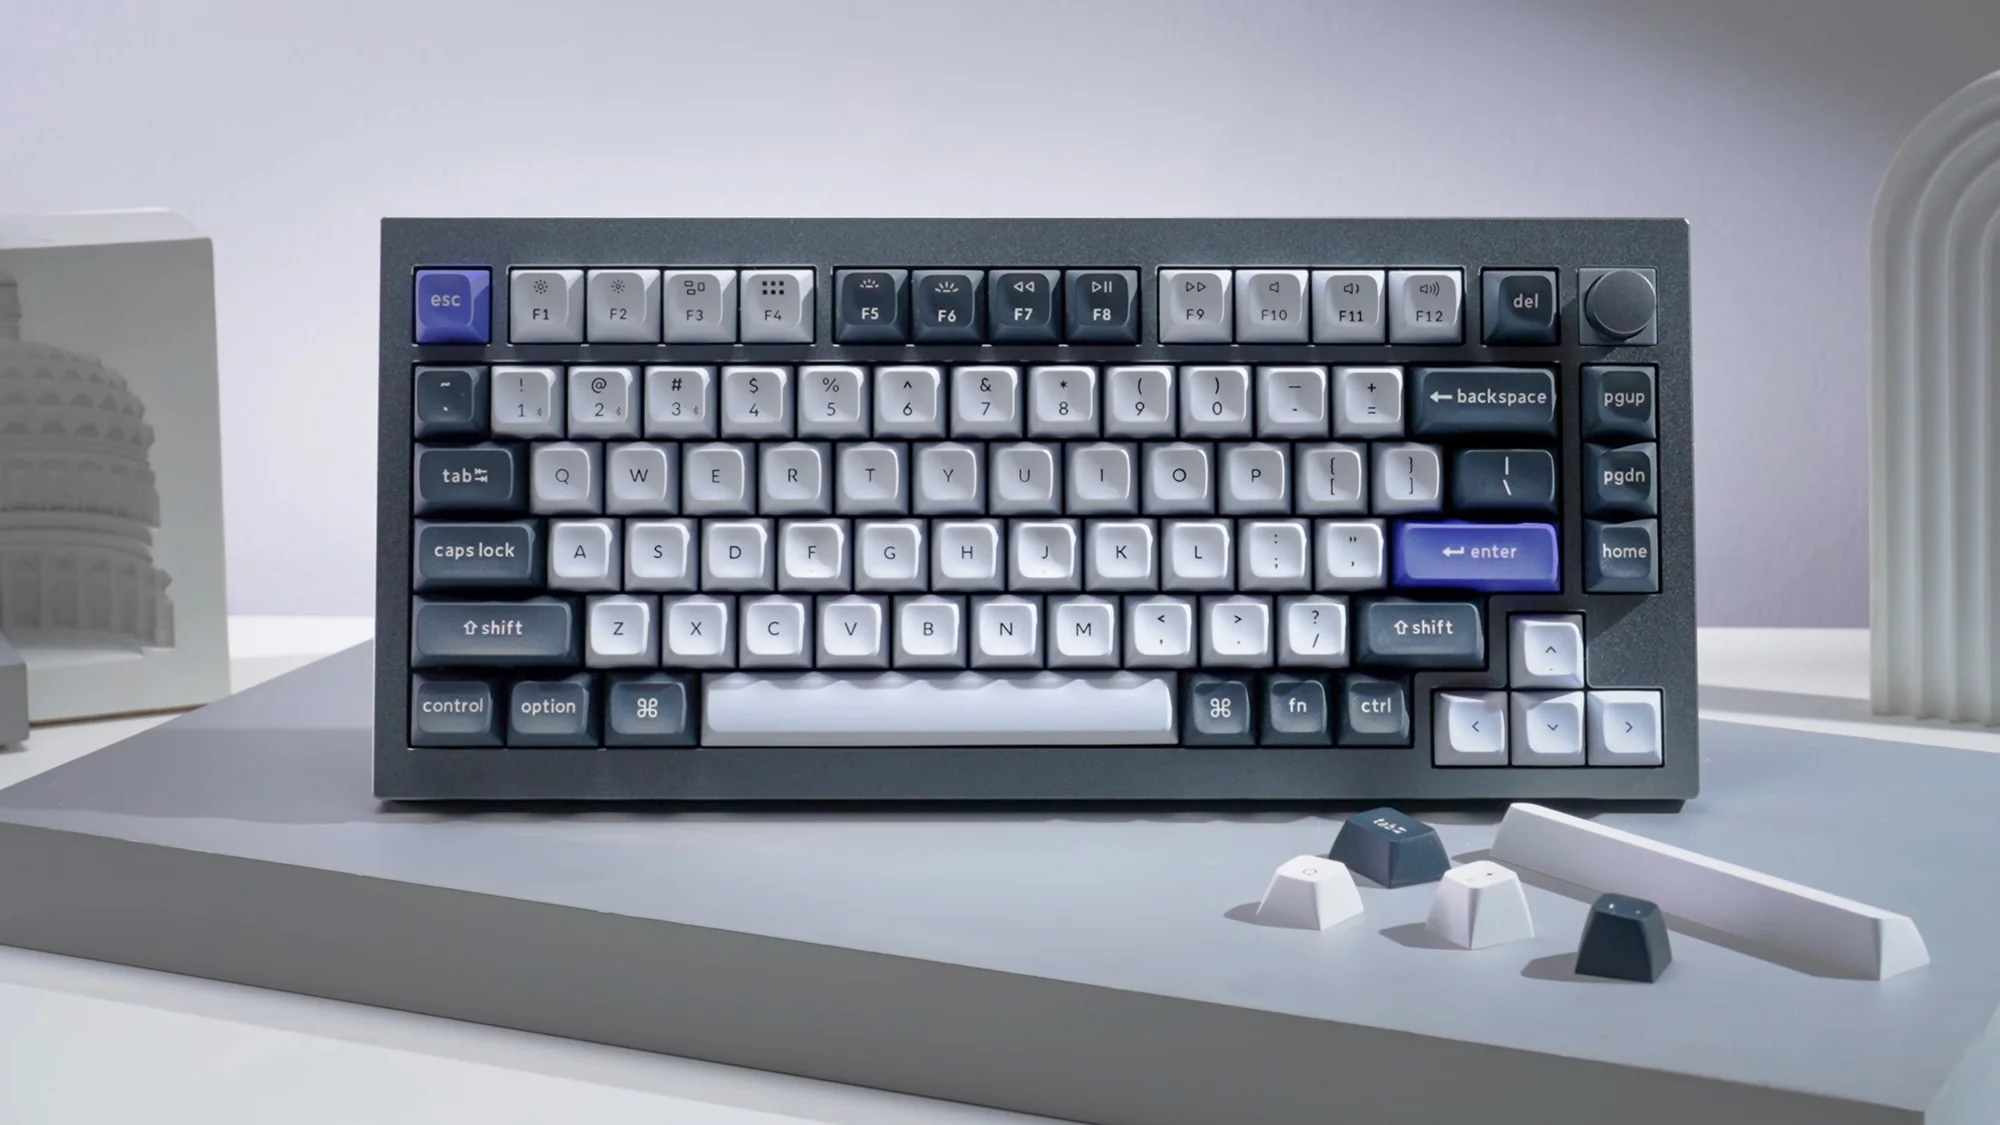 esc F1 F2 F3 F4 F5 F6 F7 F8 F9 F10 F11 F12 del
~ ! @ # $ % ^ & * ( ) — +
` 1 2 3 4 5 6 7 8 9 0 - = ← backspace pgup
tab Q W E R T Y U I O P { [ } ] | \ pgdn
caps lock A S D F G H J K L : ; " ' enter home
⇧ shift Z X C V B N M < , > . ? / ⇧ shift ^
control option ⌘ ⌘ fn ctrl < ⌄ >
tab
Q